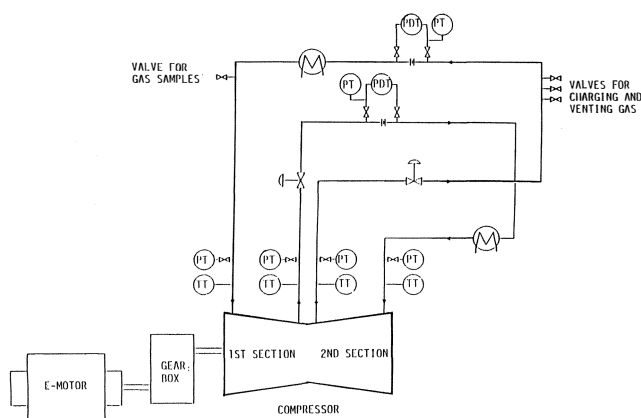 PDT PT
VALVE FOR
GAS SAMPLES
PT PDT
VALVES FOR
CHARGING AND
VENTING GAS
PT PT PT PT
TT TT TT TT
1ST SECTION 2ND SECTION
GEAR:
BOX
E-MOTOR
COMPRESSOR